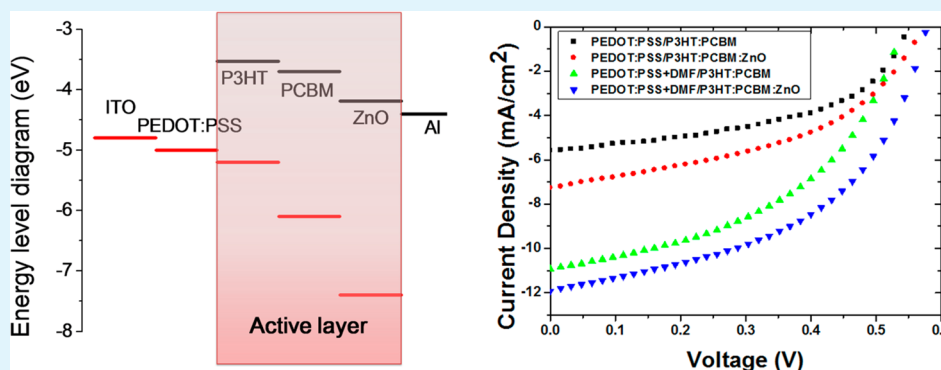 Energy level diagram (eV)
-3
-4
-5
-6
-7
-8
ITO
PEDOT:PSS
P3HT
PCBM
ZnO
Al
Active layer
Current Density (mA/cm²)
0
-2
-4
-6
-8
-10
-12
PEDOT:PSS/P3HT:PCBM
PEDOT:PSS/P3HT:PCBM:ZnO
PEDOT:PSS+DMF/P3HT:PCBM
PEDOT:PSS+DMF/P3HT:PCBM:ZnO
0.0 0.1 0.2 0.3 0.4 0.5
Voltage (V)